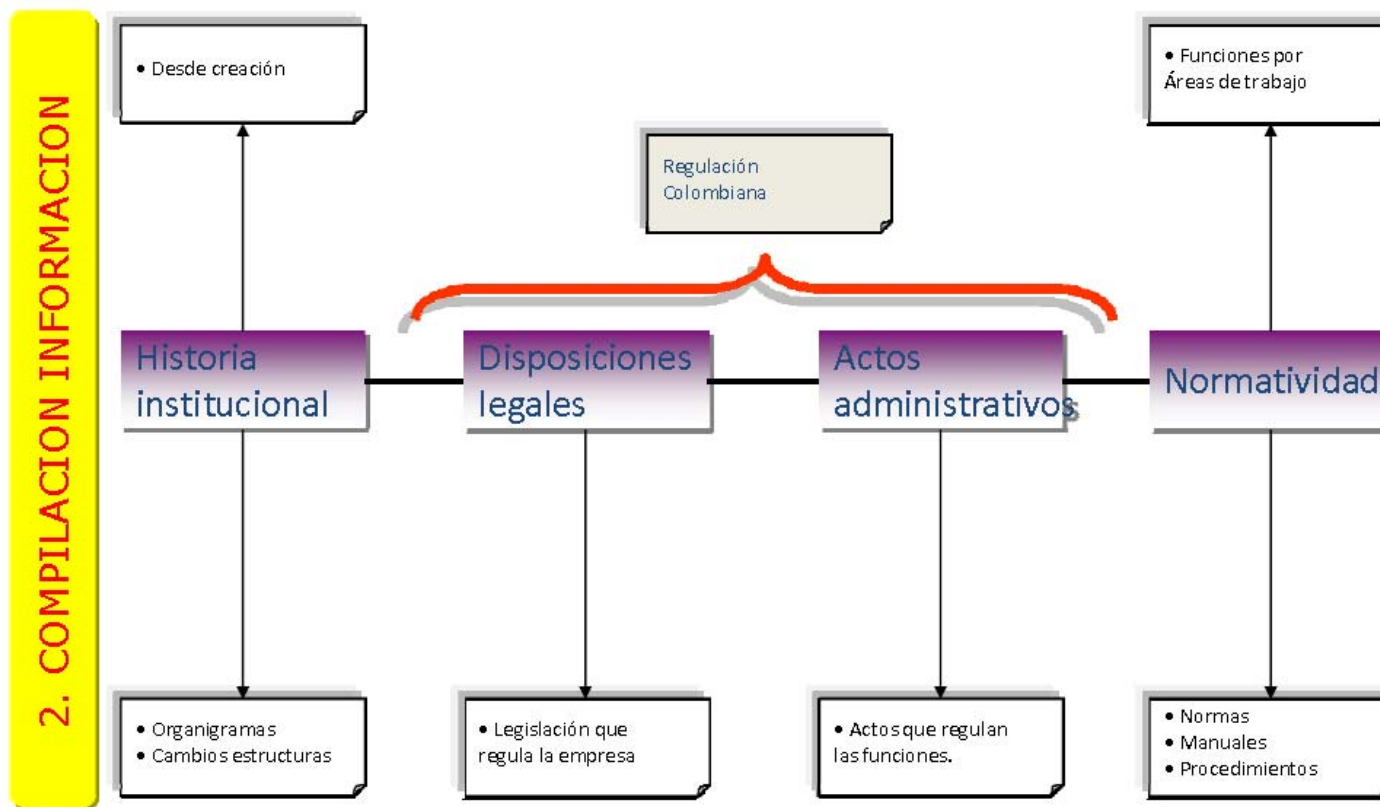 2. COMPILACION INFORMACION
• Desde creación
• Funciones por
Áreas de trabajo
Regulación
Colombiana
Historia
institucional
Disposiciones
legales
Actos
administrativos
Normatividad
• Organigramas
• Cambios estructuras
• Legislación que
regula la empresa
• Actos que regulan
las funciones.
• Normas
• Manuales
• Procedimientos